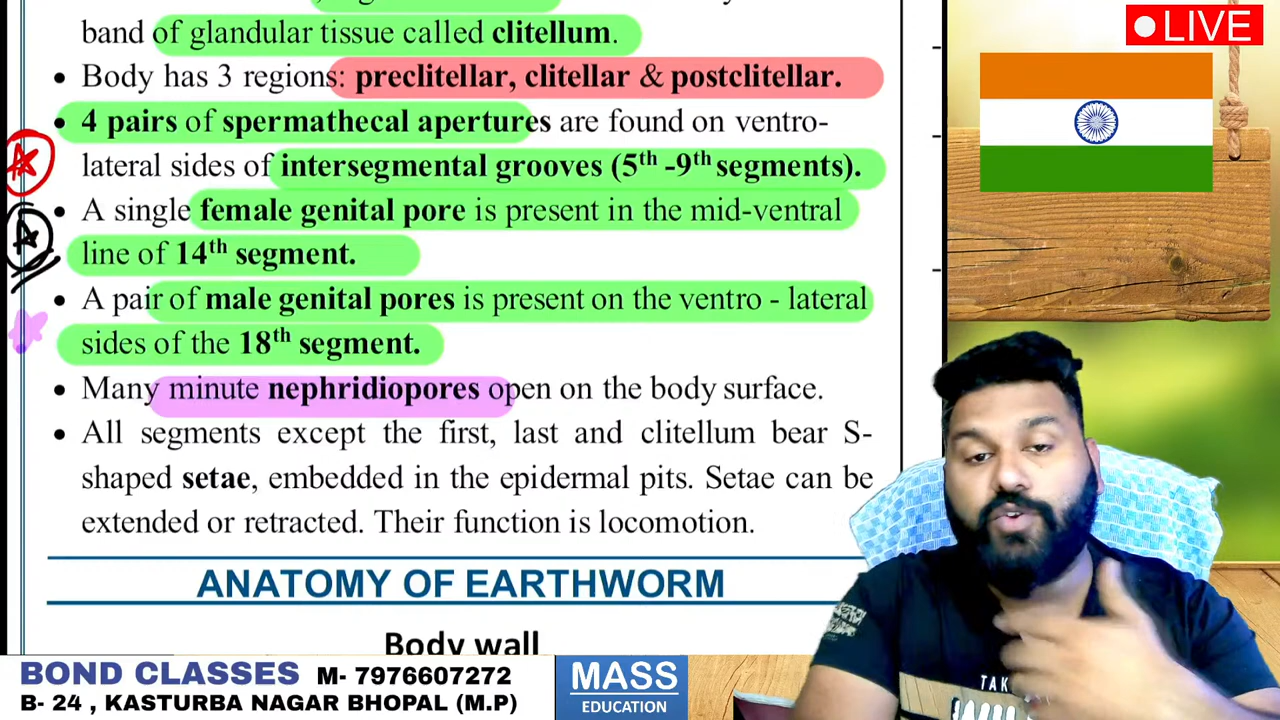 band of glandular tissue called clitellum.
• Body has 3 regions: preclitellar, clitellar & postclitellar.
• 4 pairs of spermathecal apertures are found on ventro-
lateral sides of intersegmental grooves (5th -9th segments).
• A single female genital pore is present in the mid-ventral
line of 14th segment.
• A pair of male genital pores is present on the ventro - lateral
sides of the 18th segment.
• Many minute nephridiopores open on the body surface.
• All segments except the first, last and clitellum bear S-
shaped setae, embedded in the epidermal pits. Setae can be
extended or retracted. Their function is locomotion.
ANATOMY OF EARTHWORM
Body wall
BOND CLASSES M- 7976607272
B- 24 , KASTURBA NAGAR BHOPAL (M.P)
MASS
EDUCATION
LIVE
TAK